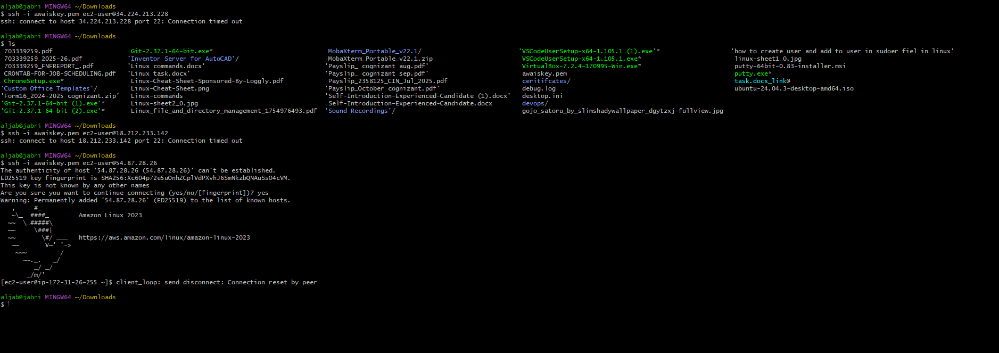 aljab@jabri MINGW64 ~/Downloads
$ ssh -i awaiskey.pem ec2-user@34.224.213.228
ssh: connect to host 34.224.213.228 port 22: Connection timed out

aljab@jabri MINGW64 ~/Downloads
$ ls
 703339259.pdf                     Git-2.37.1-64-bit.exe*                               MobaXterm_Portable_v22.1/                          'VSCodeUserSetup-x64-1.105.1 (1).exe'*                   'how to create user and add to user in sudoer fiel in linux'
 703339259_2025-26.pdf            'Inventor Server for AutoCAD'/                        MobaXterm_Portable_v22.1.zip                        VSCodeUserSetup-x64-1.105.1.exe*                         linux-sheet1_0.jpg
 703339259_FNFREPORT_.pdf         'Linux commands.docx'                                'Payslip_ cognizant aug.pdf'                         VirtualBox-7.2.4-170995-Win.exe*                         putty-64bit-0.83-installer.msi
 CRONTAB-FOR-JOB-SCHEDULING.pdf   'Linux task.docx'                                    'Payslip_ cognizant sep.pdf'                         awaiskey.pem                                             putty.exe*
 ChromeSetup.exe*                  Linux-Cheat-Sheet-Sponsored-By-Loggly.pdf            Payslip_2358125_CIN_Jul_2025.pdf                    ceritifcates/                                            task.docx_link@
'Custom Office Templates'/         Linux-Cheat-Sheet.png                               'Payslip_October cognizant.pdf'                      debug.log                                                ubuntu-24.04.3-desktop-amd64.iso
'Form16_2024-2025 cognizant.zip'   Linux-commands                                      'Self-Introduction-Experienced-Candidate (1).docx'   desktop.ini
'Git-2.37.1-64-bit (1).exe'*       Linux-sheet2_0.jpg                                   Self-Introduction-Experienced-Candidate.docx        devops/
'Git-2.37.1-64-bit (2).exe'*       Linux_file_and_directory_management_1754976493.pdf  'Sound Recordings'/                                  gojo_satoru_by_slimshadywallpaper_dgytzxj-fullview.jpg

aljab@jabri MINGW64 ~/Downloads
$ ssh -i awaiskey.pem ec2-user@18.212.233.142
ssh: connect to host 18.212.233.142 port 22: Connection timed out

aljab@jabri MINGW64 ~/Downloads
$ ssh -i awaiskey.pem ec2-user@54.87.28.26
The authenticity of host '54.87.28.26 (54.87.28.26)' can't be established.
ED25519 key fingerprint is SHA256:Xc6O4p72e5uOnhZCplVdPXvhJ6SmNkzbQNAuSsO4cVM.
This key is not known by any other names
Are you sure you want to continue connecting (yes/no/[fingerprint])? yes
Warning: Permanently added '54.87.28.26' (ED25519) to the list of known hosts.
   ,     #_
   ~\_  ####_        Amazon Linux 2023
  ~~  \_#####\
  ~~     \###|
  ~~       \#/ ___   https://aws.amazon.com/linux/amazon-linux-2023
   ~~       V~' '->
    ~~~         /
      ~~._.   _/
         _/ _/
       _/m/'
[ec2-user@ip-172-31-26-255 ~]$ client_loop: send disconnect: Connection reset by peer

aljab@jabri MINGW64 ~/Downloads
$